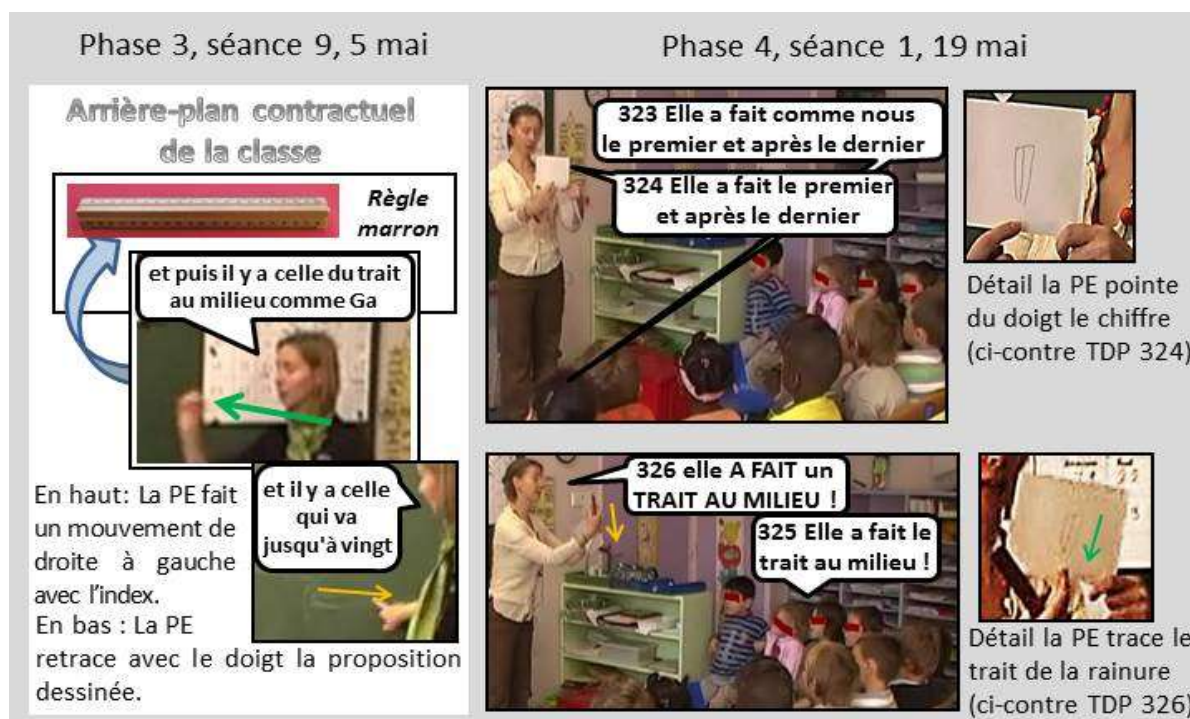 Phase 3, séance 9, 5 mai
Arrière-plan contractuel
de la classe
Règle
marron
et puis il y a celle du trait
au milieu comme Ga
et il y a celle
qui va
jusqu'à vingt
En haut: La PE fait
un mouvement de
droite à gauche
avec l'index.
En bas : La PE
retrace avec le doigt la proposition
dessinée.
Phase 4, séance 1, 19 mai
323 Elle a fait comme nous
le premier et après le dernier
324 Elle a fait le premier
et après le dernier
Détail la PE pointe
du doigt le chiffre
(ci-contre TDP 324)
326 elle A FAIT un
TRAIT AU MILIEU !
325 Elle a fait le
trait au milieu !
Détail la PE trace le
trait de la rainure
(ci-contre TDP 326)